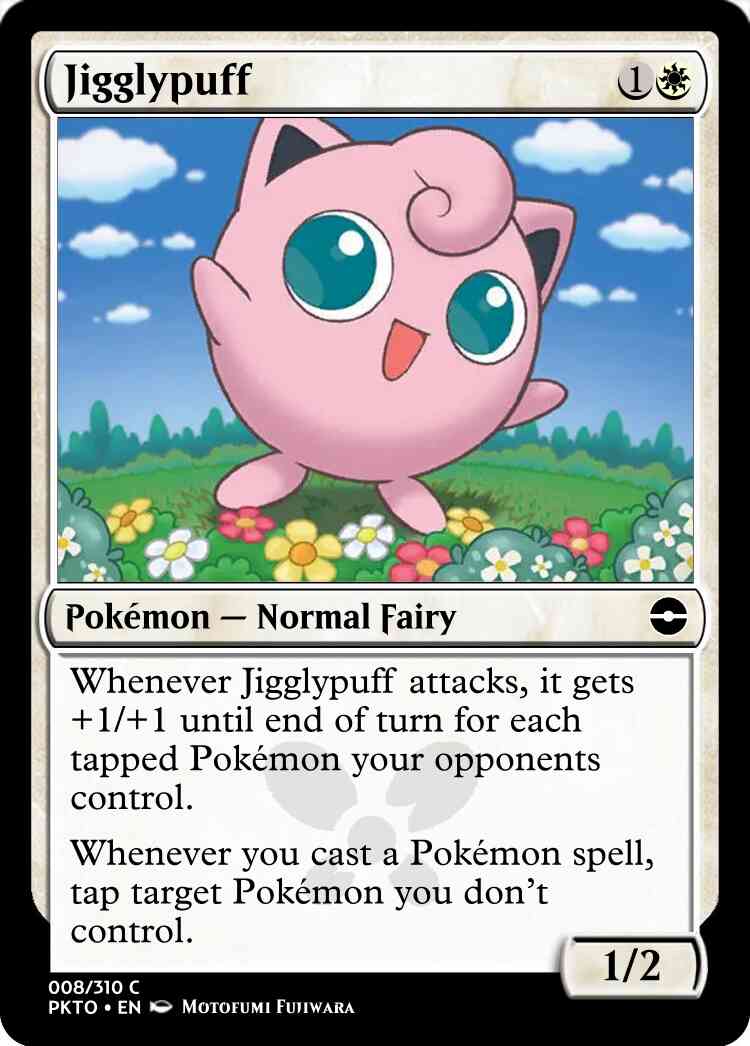 Jigglypuff 1
Pokémon — Normal Fairy
Whenever Jigglypuff attacks, it gets
+1/+1 until end of turn for each
tapped Pokémon your opponents
control.
Whenever you cast a Pokémon spell,
tap target Pokémon you don't
control.
1/2
008/310 C
PKTO • EN Motofumi Fujiwara